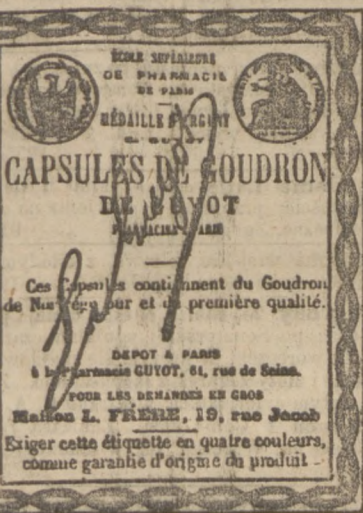 ÉCOLE SUPÉRIEURE
DE PHARMACIE
DE PARIS
MÉDAILLE D'ARGENT
GUYOT
CAPSULES DE GOUDRON
DE GUYOT
PHARMACIEN PARIS
Ces Capsules contiennent du Goudron
de Norvége pur et de première qualité.
DEPOT A PARIS
à la Pharmacie GUYOT, 61, rue de Seine.
POUR LES DEMANDES EN GROS
Maison L. FRERE, 19, rue Jacob
Exiger cette étiquette en quatre couleurs,
comme garantie d'origine du produit